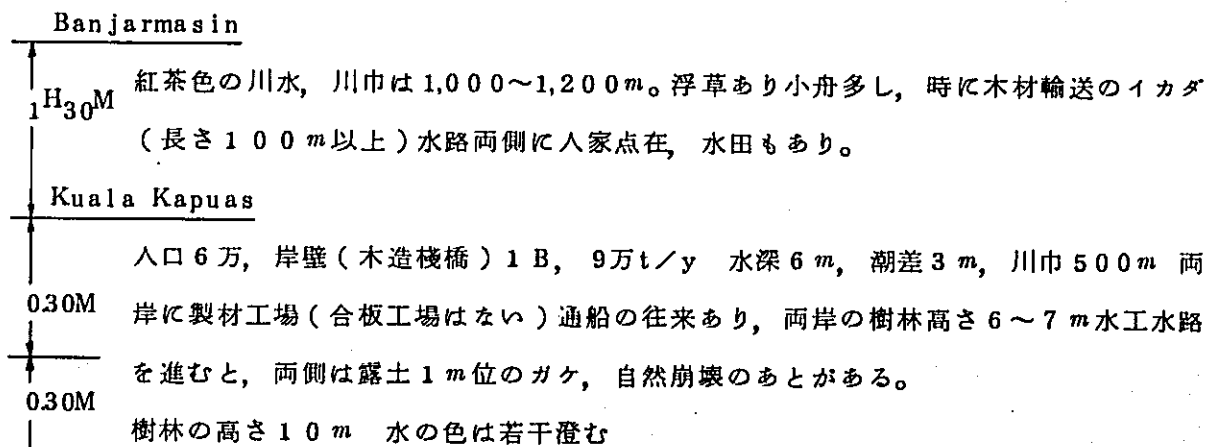 Banjarmasin
1H30M
紅茶色の川水,川巾は1,000～1,200m。浮草あり小舟多し,時に木材輸送のイカダ
(長さ100m以上)水路両側に人家点在,水田もあり。
Kuala Kapuas
人口6万,岸壁(木造棧橋)1B,9万t/y 水深6m,潮差3m,川巾500m 両
0.30M
岸に製材工場(合板工場はない)通船の往来あり,両岸の樹林高さ6～7m水工水路
を進むと,両側は露土1m位のガケ,自然崩壊のあとがある。
0.30M
樹林の高さ10m 水の色は若干澄む